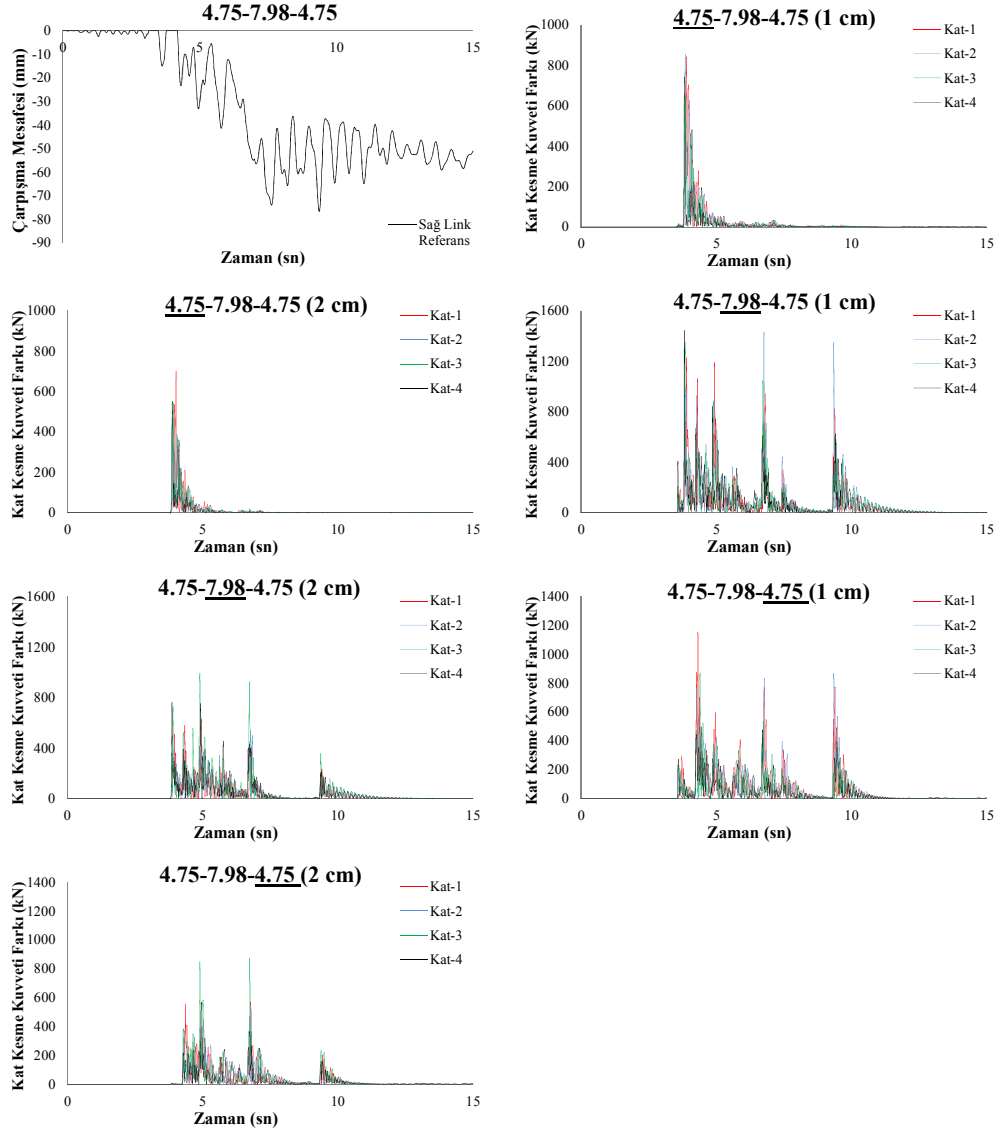 4.75-7.98-4.75
Çarpışma Mesafesi (mm)
0
-10
-20
-30
-40
-50
-60
-70
-80
-90
0 5 10 15
Sağ Link
Referans
Zaman (sn)
4.75-7.98-4.75 (1 cm)
Kat Kesme Kuvveti Farkı (kN)
1000
800
600
400
200
0
0 5 10 15
Kat-1
Kat-2
Kat-3
Kat-4
Zaman (sn)
4.75-7.98-4.75 (2 cm)
Kat Kesme Kuvveti Farkı (kN)
1000
800
600
400
200
0
0 5 10 15
Kat-1
Kat-2
Kat-3
Kat-4
Zaman (sn)
4.75-7.98-4.75 (1 cm)
Kat Kesme Kuvveti Farkı (kN)
1600
1200
800
400
0
0 5 10 15
Kat-1
Kat-2
Kat-3
Kat-4
Zaman (sn)
4.75-7.98-4.75 (2 cm)
Kat Kesme Kuvveti Farkı (kN)
1600
1200
800
400
0
0 5 10 15
Kat-1
Kat-2
Kat-3
Kat-4
Zaman (sn)
4.75-7.98-4.75 (1 cm)
Kat Kesme Kuvveti Farkı (kN)
1400
1200
1000
800
600
400
200
0
0 5 10 15
Kat-1
Kat-2
Kat-3
Kat-4
Zaman (sn)
4.75-7.98-4.75 (2 cm)
Kat Kesme Kuvveti Farkı (kN)
1400
1200
1000
800
600
400
200
0
0 5 10 15
Kat-1
Kat-2
Kat-3
Kat-4
Zaman (sn)